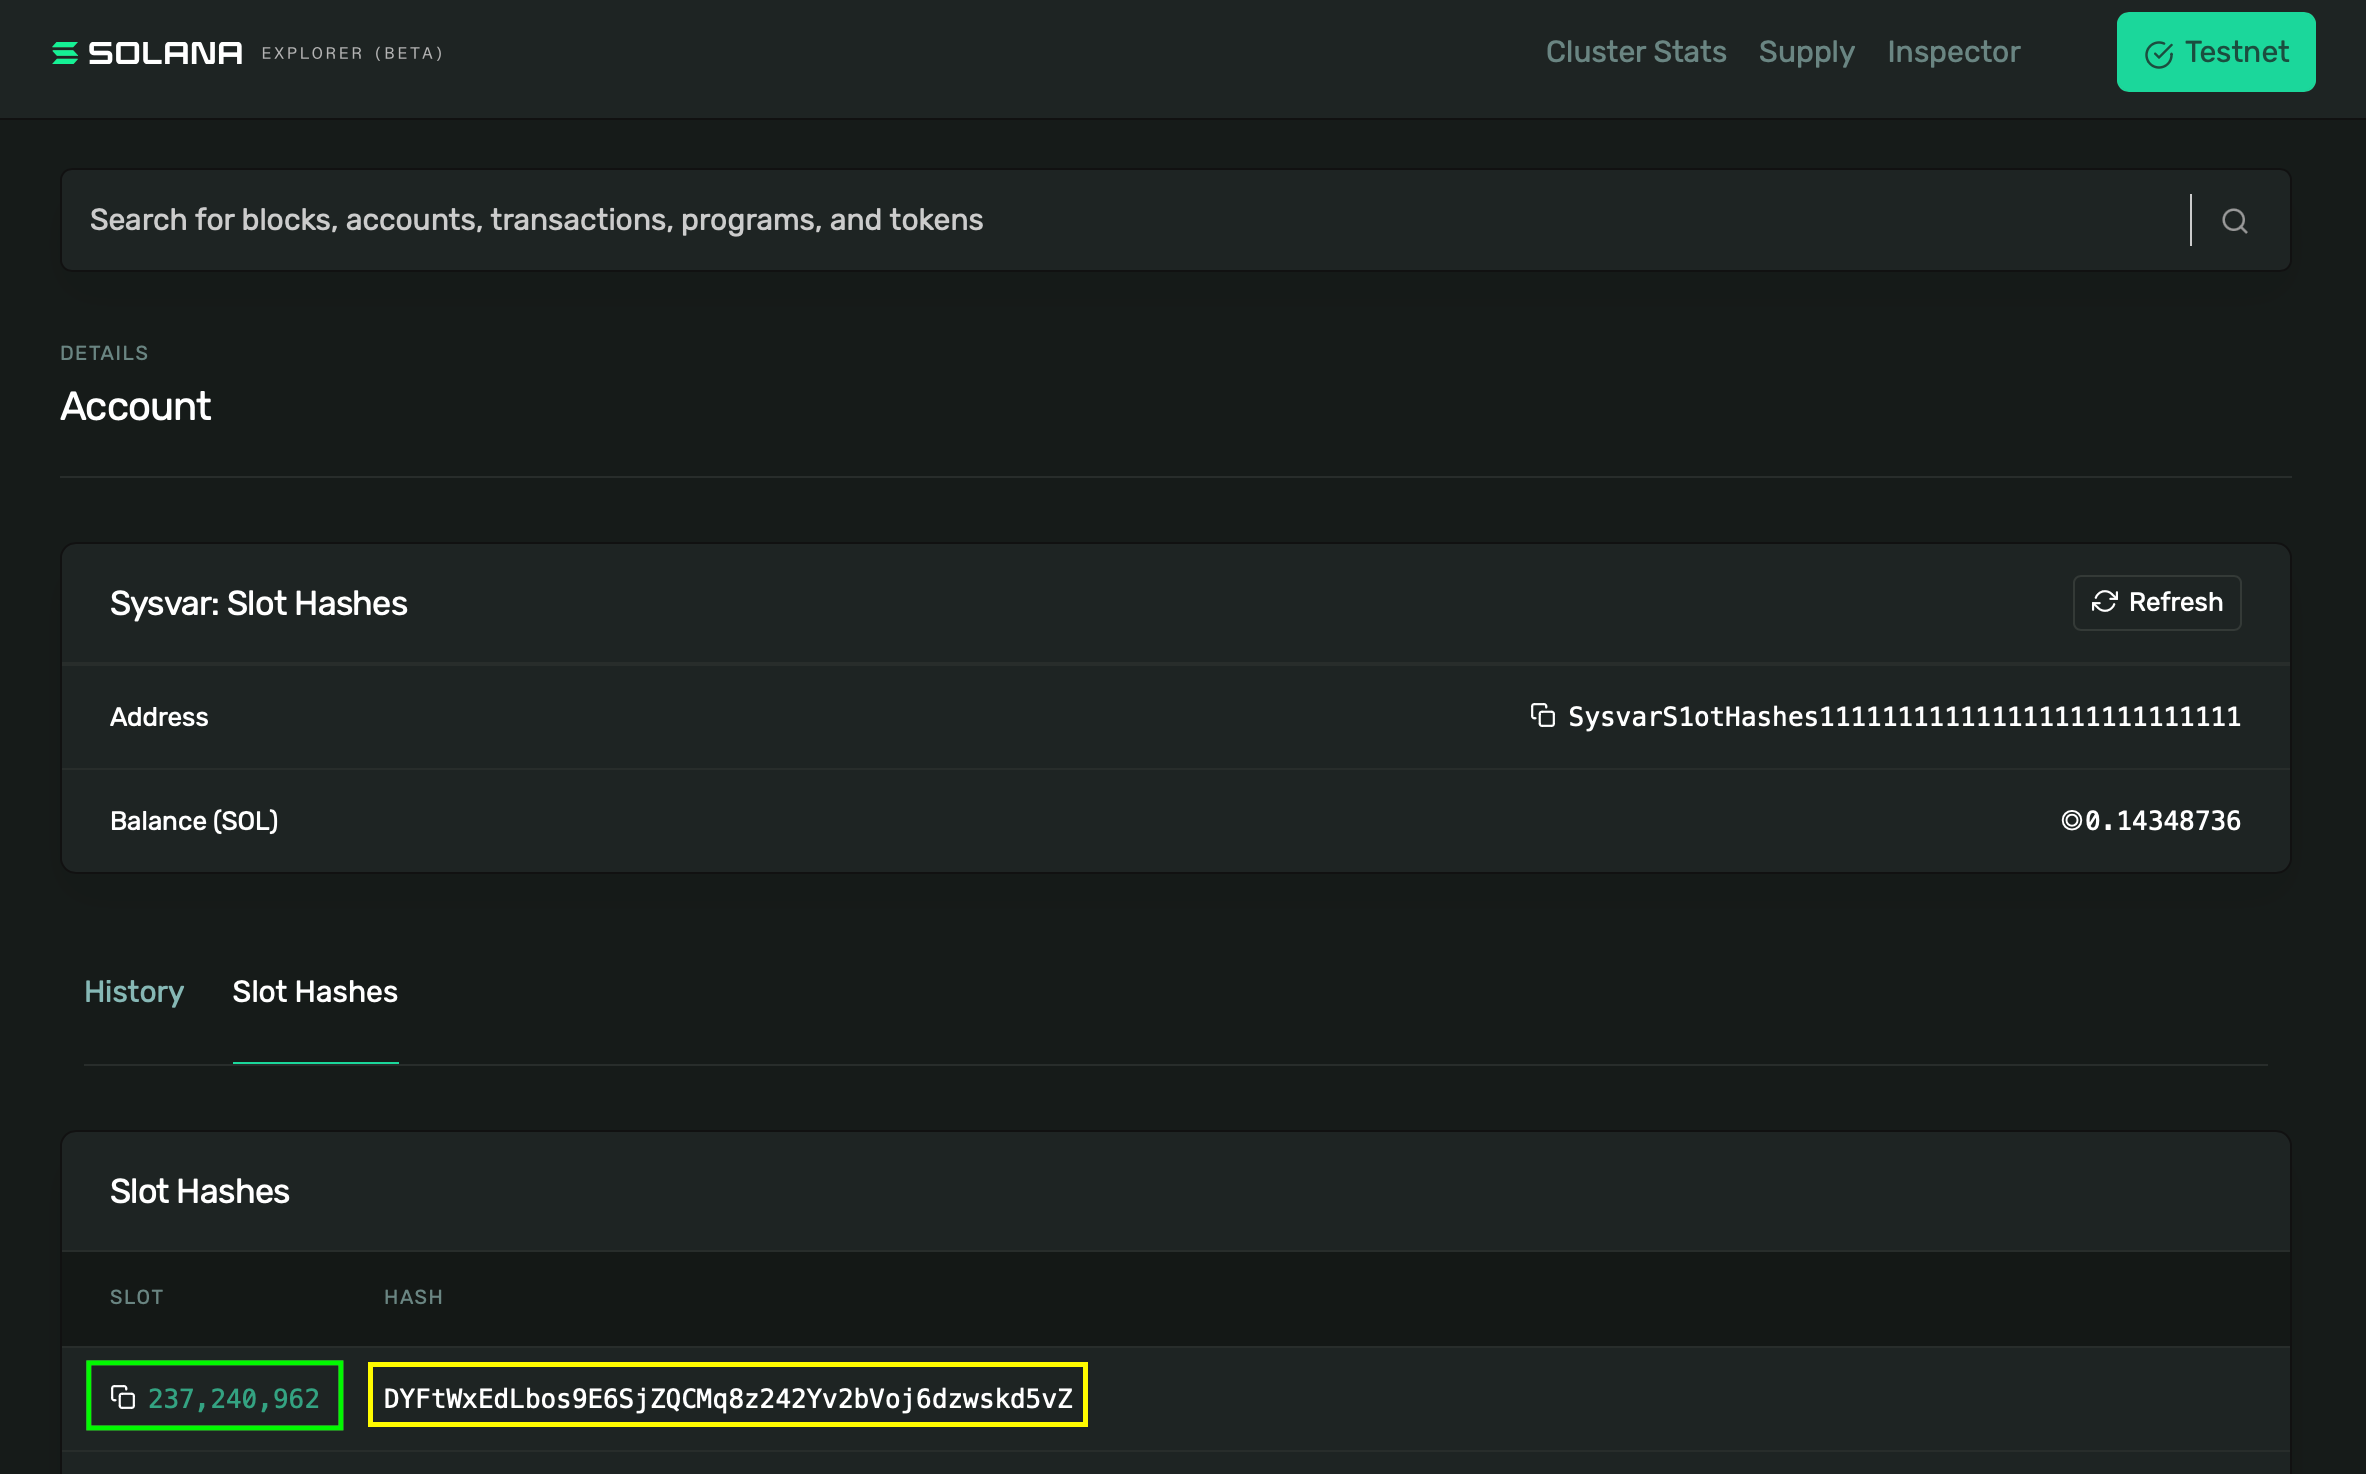 SOLANA EXPLORER (BETA) Cluster Stats Supply Inspector Testnet
Search for blocks, accounts, transactions, programs, and tokens
DETAILS
Account
Sysvar: Slot Hashes Refresh
Address SysvarS1otHashes111111111111111111111111111
Balance (SOL) ◎0.14348736
History Slot Hashes
Slot Hashes
SLOT HASH
237,240,962 DYFtWxEdLbos9E6SjZQCMq8z242Yv2bVoj6dzwskd5vZ